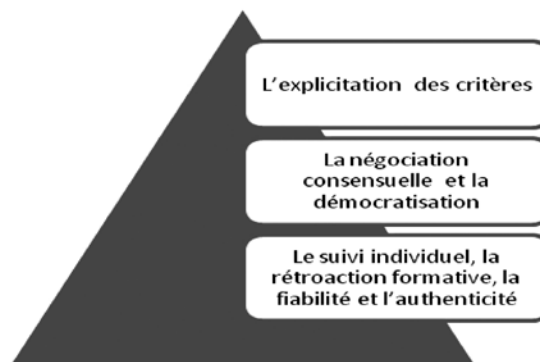 L'explicitation des critères
La négociation
consensuelle et la
démocratisation
Le suivi individuel, la
rétroaction formative, la
fiabilité et l'authenticité